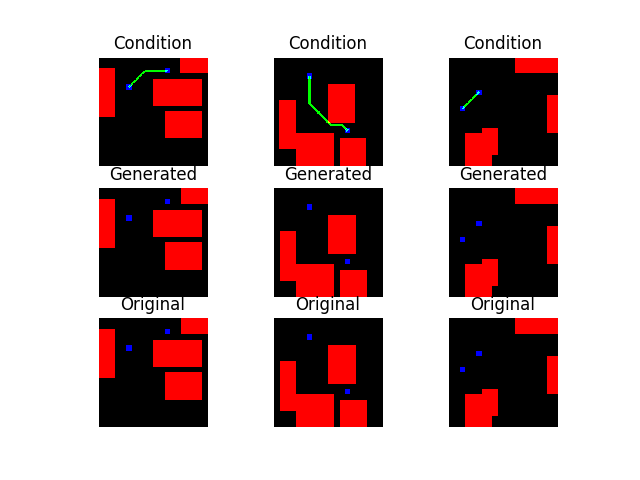 Condition Condition Condition
Generated Generated Generated
Original Original Original